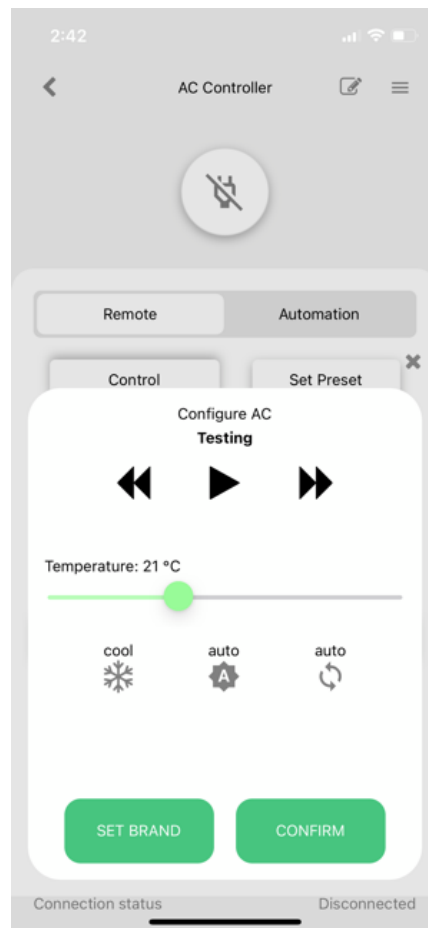 2:42
AC Controller
Remote Automation
Control Set Preset
Configure AC
Testing
Temperature: 21 °C
cool auto auto
A
SET BRAND CONFIRM
Connection status Disconnected